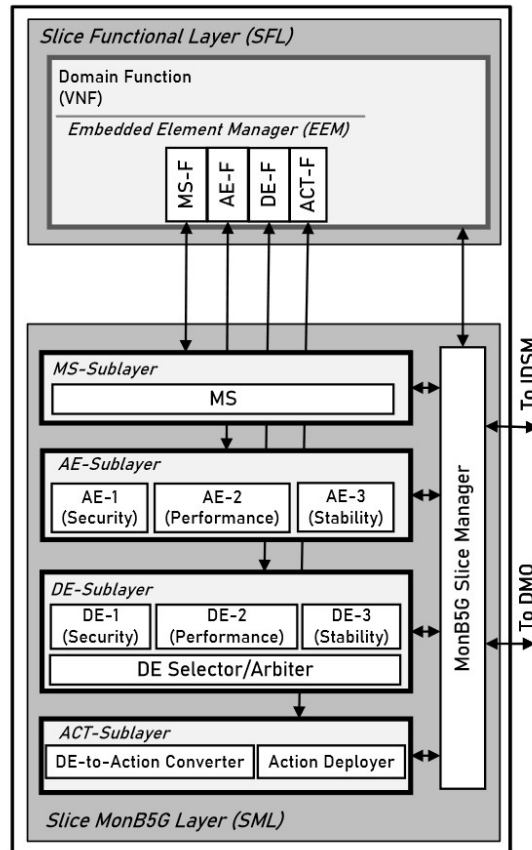 Slice Functional Layer (SFL)
Domain Function
(VNF)
Embedded Element Manager (EEM)
MS-F
AE-F
DE-F
ACT-F
MS-Sublayer
MS
AE-Sublayer
AE-1
(Security)
AE-2
(Performance)
AE-3
(Stability)
DE-Sublayer
DE-1
(Security)
DE-2
(Performance)
DE-3
(Stability)
DE Selector/Arbiter
ACT-Sublayer
DE-to-Action Converter
Action Deployer
MonB5G Slice Manager
To IDSM
To DMO
Slice MonB5G Layer (SML)